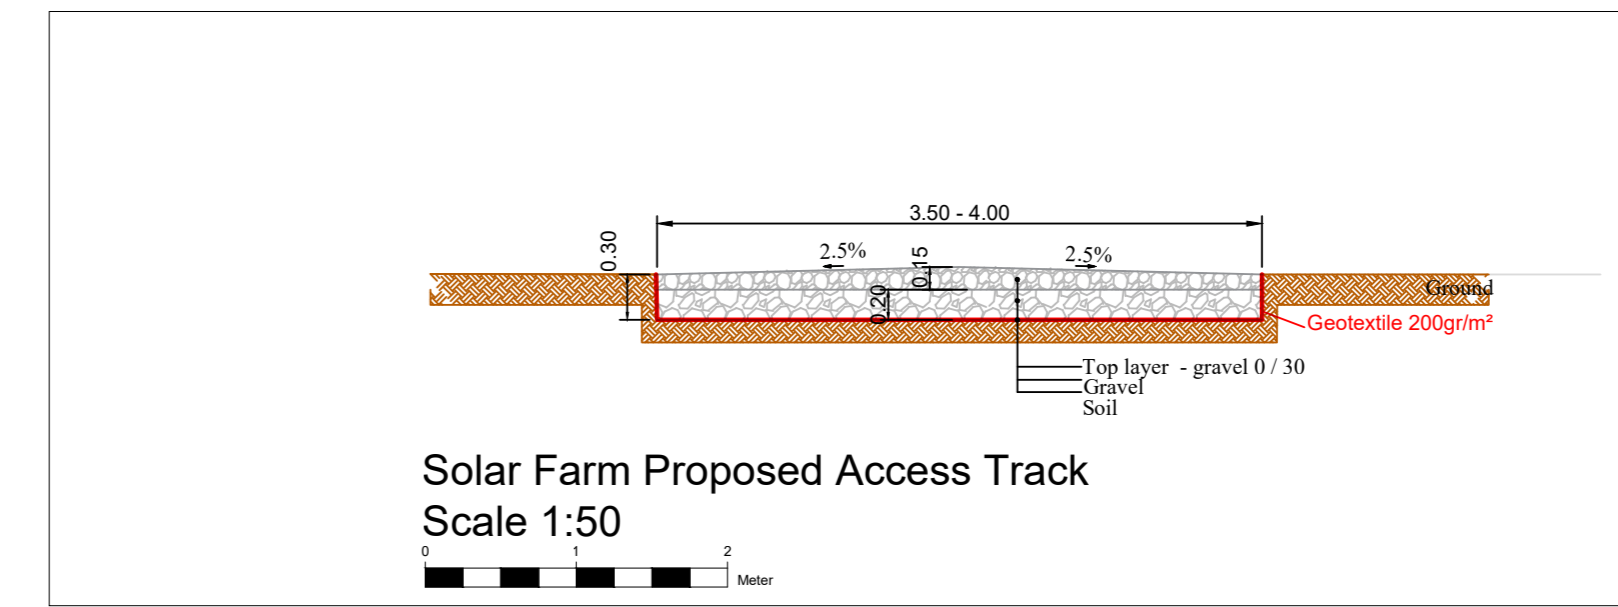 3.50 - 4.00
0.30
2.5%
0.15
2.5%
0.20
Ground
Geotextile 200gr/m²
Top layer - gravel 0 / 30
Gravel
Soil
Solar Farm Proposed Access Track
Scale 1:50
0 1 2
Meter